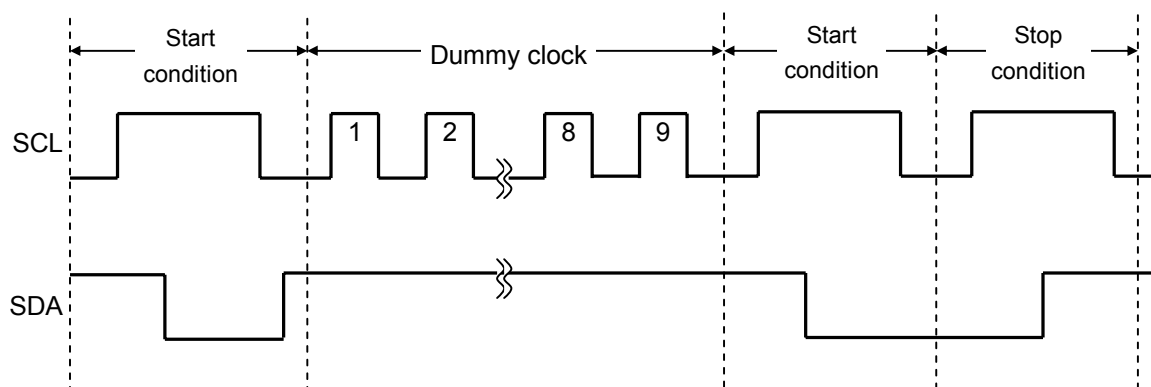 Start
condition
Dummy clock
Start
condition
Stop
condition
SCL
1
2
8
9
SDA